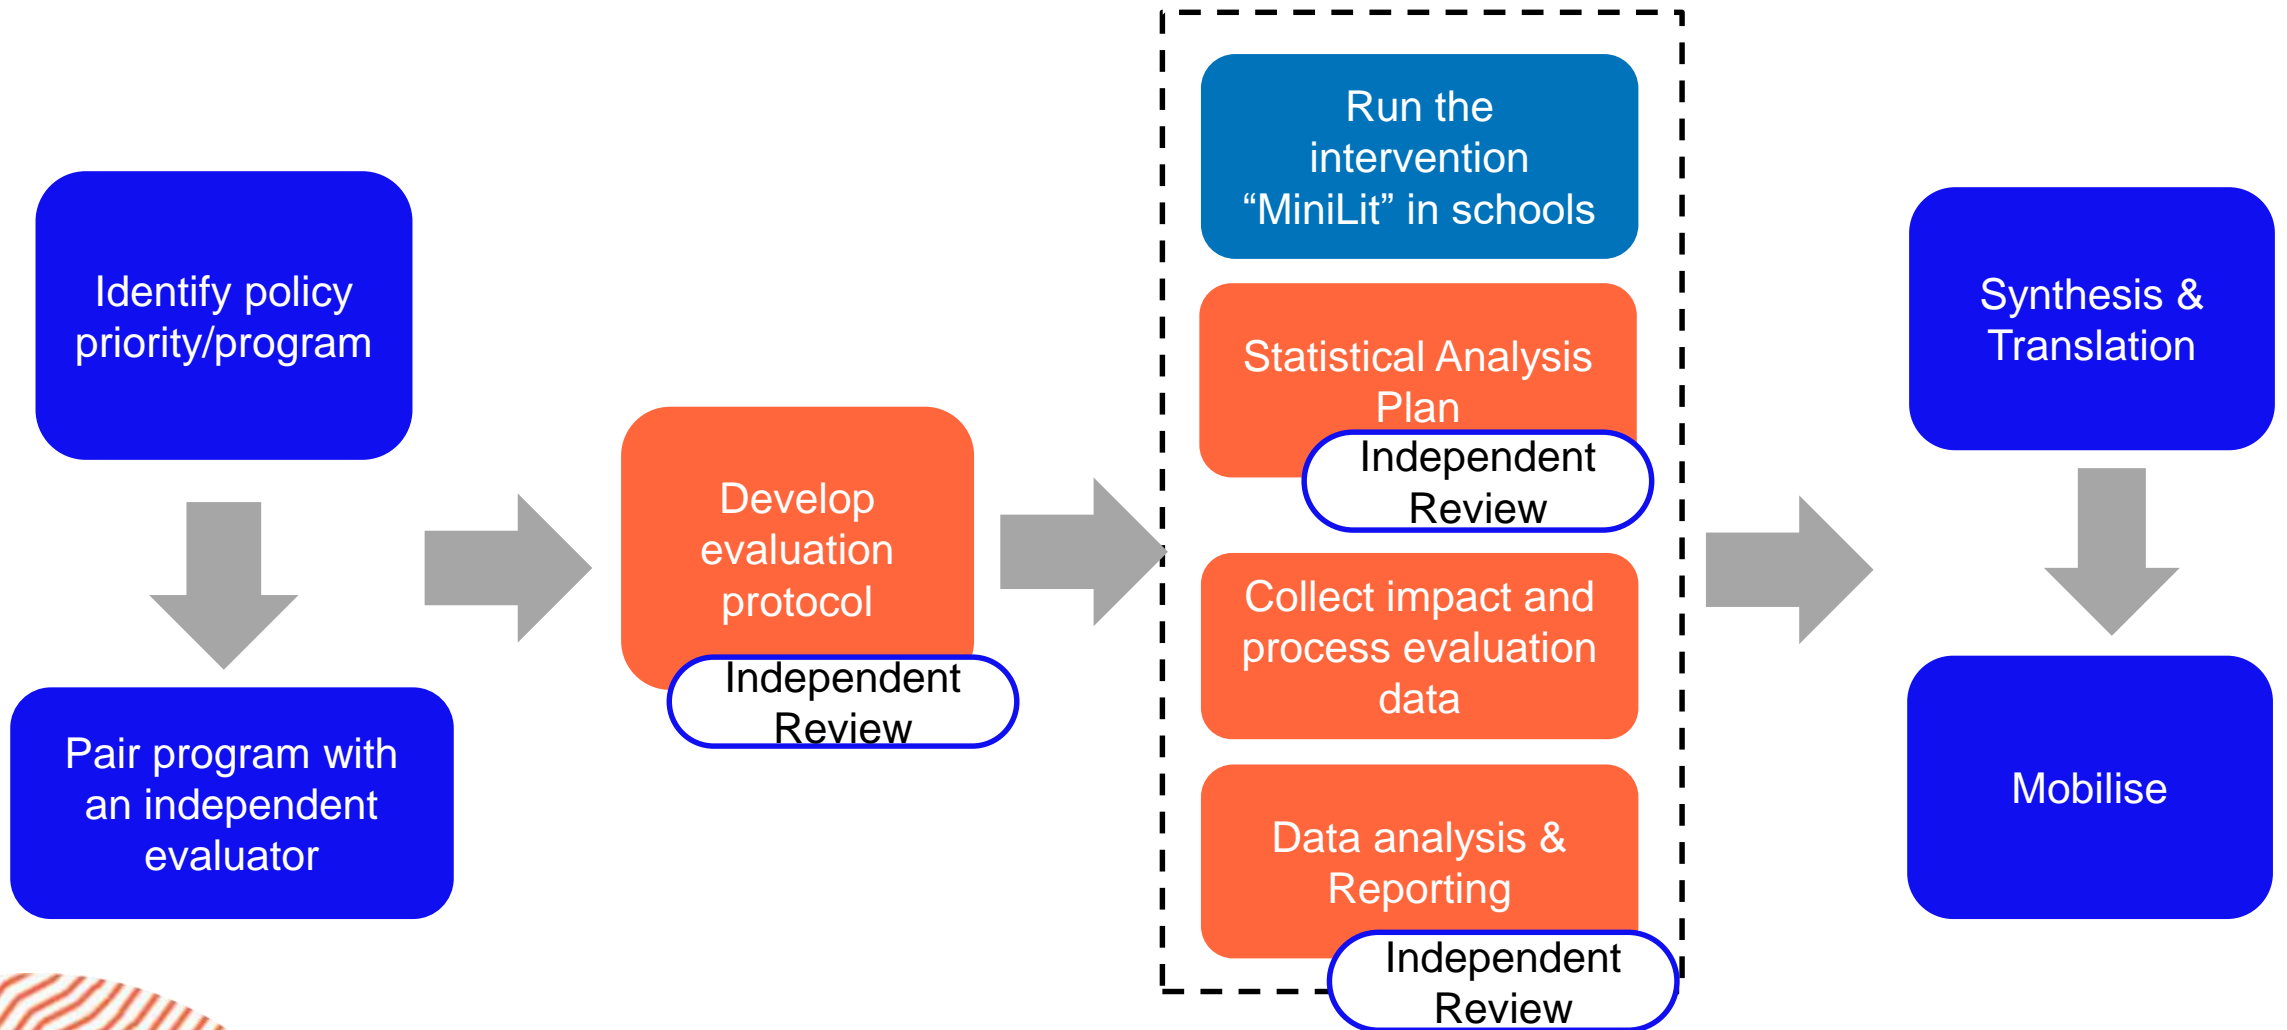 Identify policy
priority/program
Pair program with
an independent
evaluator
Develop
evaluation
protocol
Independent
Review
Run the
intervention
“MiniLit” in schools
Statistical Analysis
Plan
Independent
Review
Collect impact and
process evaluation
data
Data analysis &
Reporting
Independent
Review
Synthesis &
Translation
Mobilise